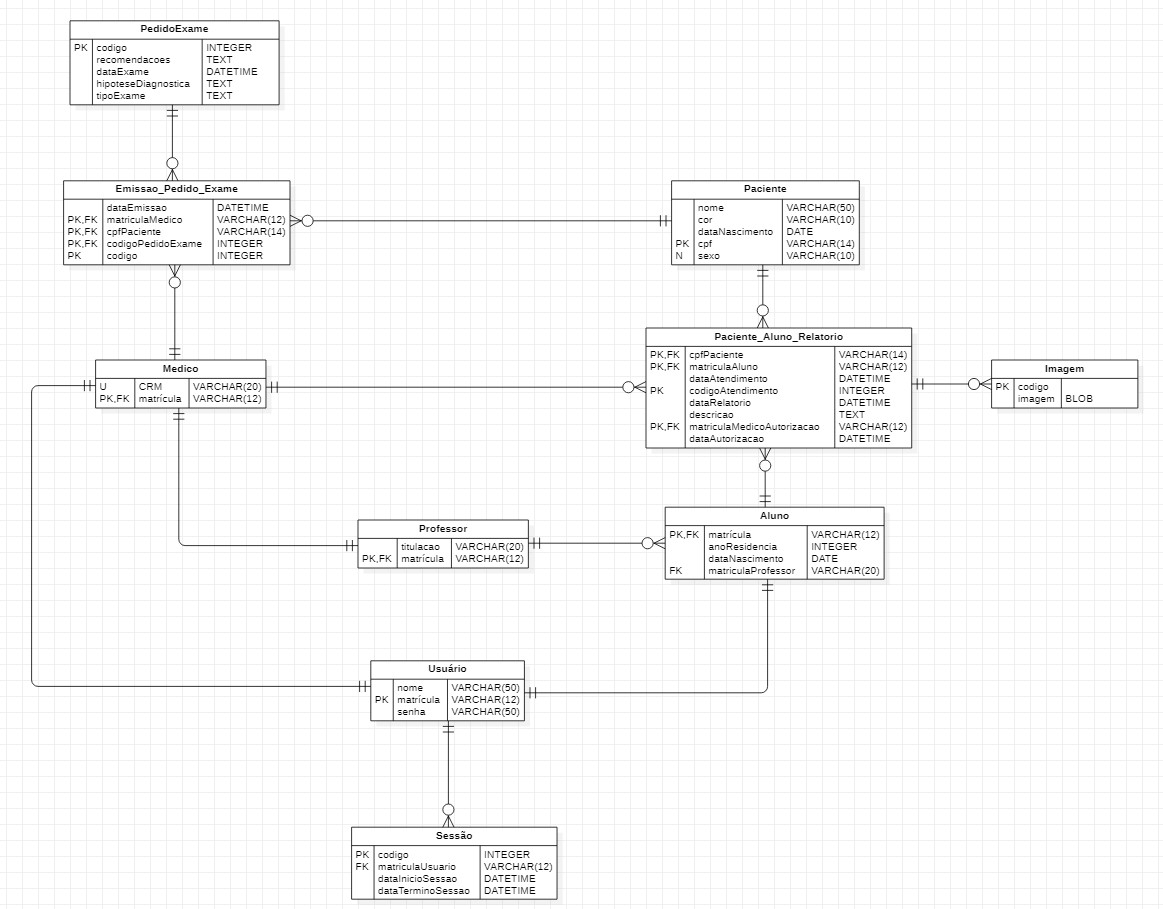 PedidoExame
PK codigo INTEGER
recomendacoes TEXT
dataExame DATETIME
hipoteseDiagnostica TEXT
tipoExame TEXT
Emissao_Pedido_Exame
dataEmissao DATETIME
PK,FK matriculaMedico VARCHAR(12)
PK,FK cpfPaciente VARCHAR(14)
PK,FK codigoPedidoExame INTEGER
PK codigo INTEGER
Paciente
nome VARCHAR(50)
cor VARCHAR(10)
dataNascimento DATE
PK cpf VARCHAR(14)
N sexo VARCHAR(10)
Paciente_Aluno_Relatorio
PK,FK cpfPaciente VARCHAR(14)
PK,FK matriculaAluno VARCHAR(12)
dataAtendimento DATETIME
PK codigoAtendimento INTEGER
dataRelatorio DATETIME
descricao TEXT
PK,FK matriculaMedicoAutorizacao VARCHAR(12)
dataAutorizacao DATETIME
Medico
U CRM VARCHAR(20)
PK,FK matrícula VARCHAR(12)
Imagem
PK codigo
imagem BLOB
Professor
titulacao VARCHAR(20)
PK,FK matrícula VARCHAR(12)
Aluno
PK,FK matrícula VARCHAR(12)
anoResidencia INTEGER
dataNascimento DATE
FK matriculaProfessor VARCHAR(20)
Usuário
nome VARCHAR(50)
PK matrícula VARCHAR(12)
senha VARCHAR(50)
Sessão
PK codigo INTEGER
FK matriculaUsuario VARCHAR(12)
dataInicioSessao DATETIME
dataTerminoSessao DATETIME